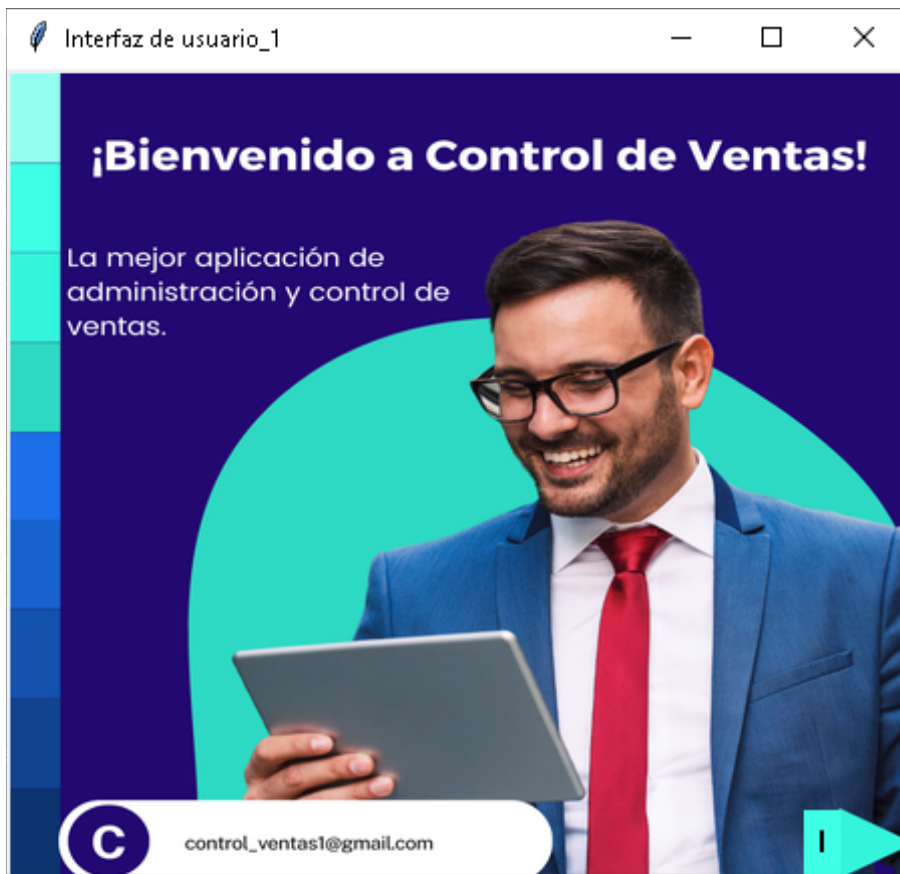 Interfaz de usuario_1
¡Bienvenido a Control de Ventas!
La mejor aplicación de
administración y control de
ventas.
C
control_ventas1@gmail.com
I